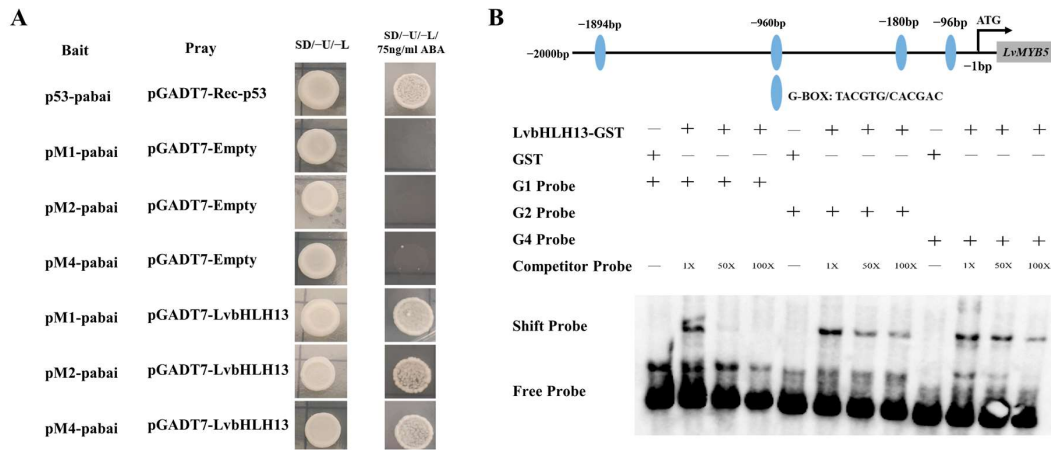 A
Bait Pray SD/−U/−L SD/−U/−L/
75ng/ml ABA
p53-pabai pGADT7-Rec-p53
pM1-pabai pGADT7-Empty
pM2-pabai pGADT7-Empty
pM4-pabai pGADT7-Empty
pM1-pabai pGADT7-LvbHLH13
pM2-pabai pGADT7-LvbHLH13
pM4-pabai pGADT7-LvbHLH13
B
−1894bp −960bp −180bp −96bp ATG
−2000bp −1bp LvMYB5
G-BOX: TACGTG/CACGAC
LvbHLH13-GST — + + + — + + + — + + +
GST + — — — + — — — + — — —
G1 Probe + + + +
G2 Probe + + + +
G4 Probe + + + +
Competitor Probe — 1X 50X 100X — 1X 50X 100X — 1X 50X 100X
Shift Probe
Free Probe